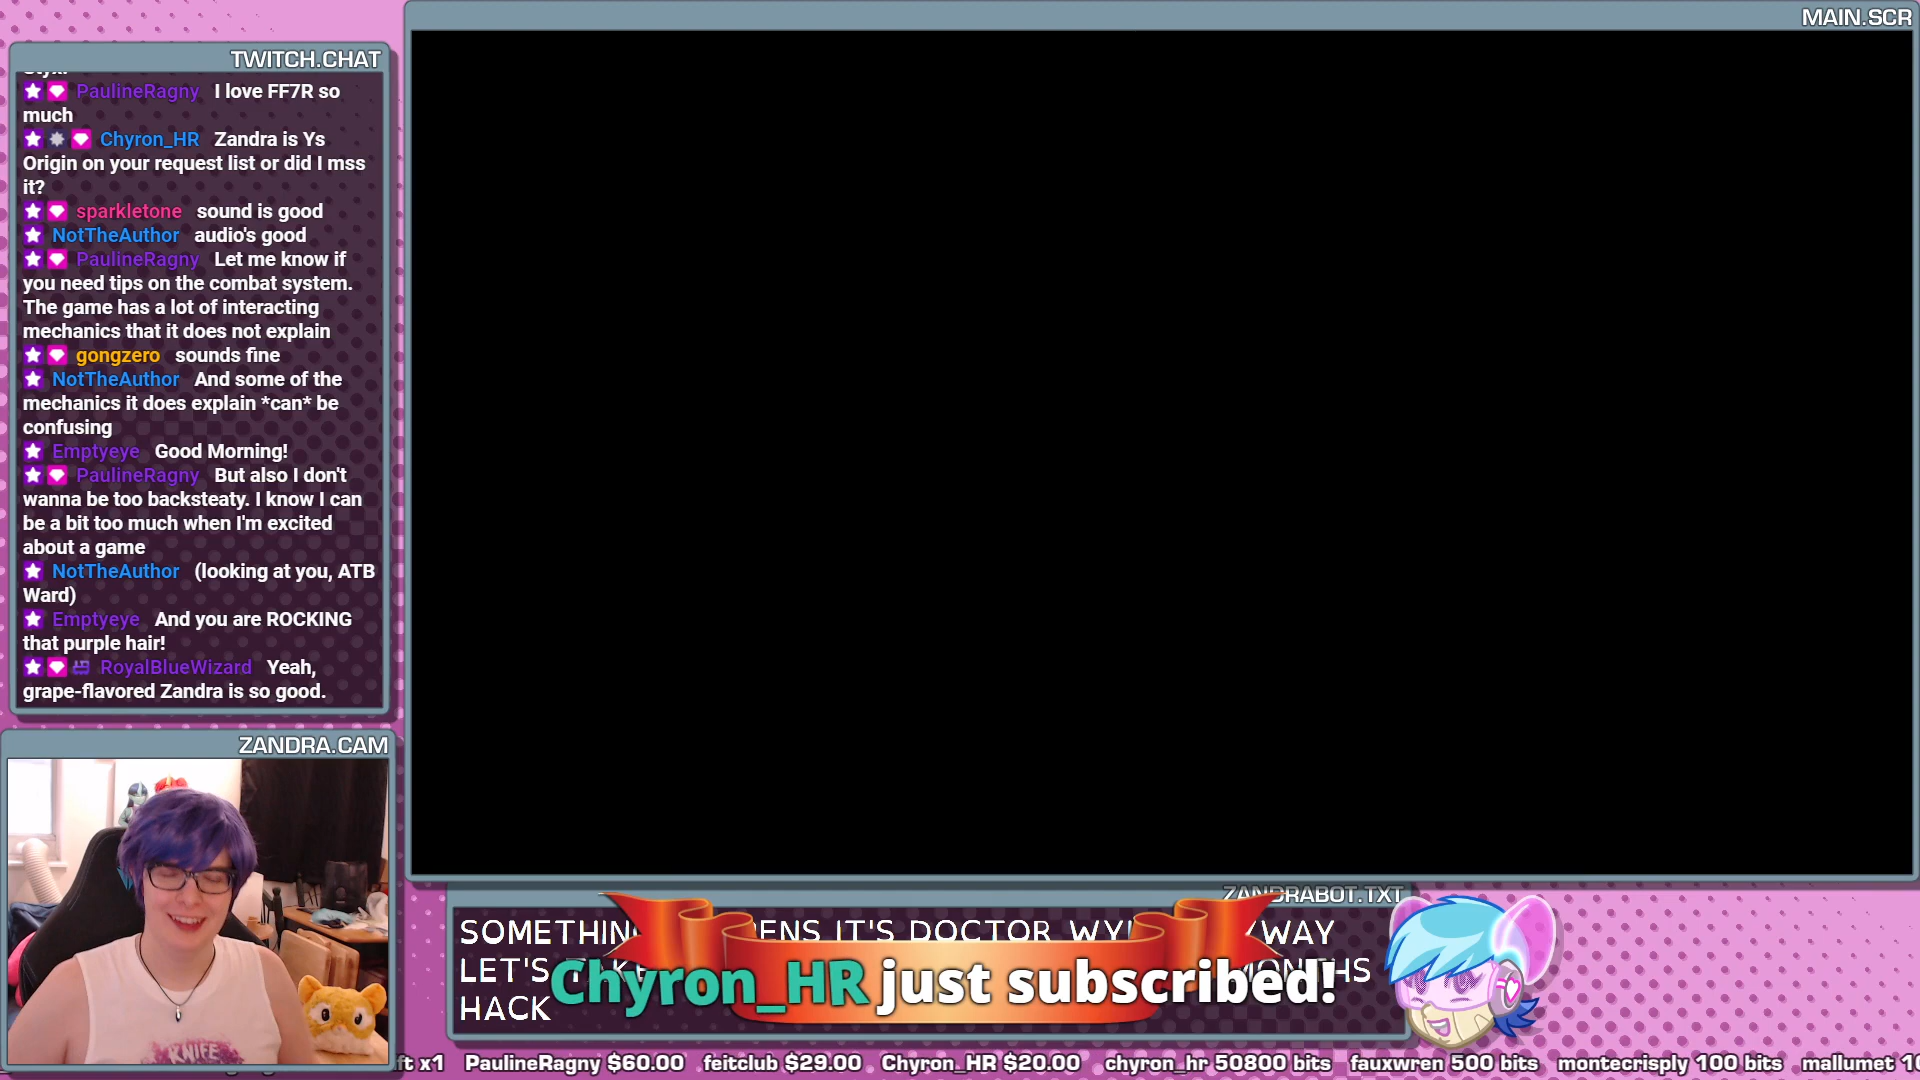 MAIN.SCR
TWITCH.CHAT
PaulineRagny I love FF7R so
much
Chyron_HR Zandra is Ys
Origin on your request list or did I mss
it?
sparkletone sound is good
NotTheAuthor audio's good
PaulineRagny Let me know if
you need tips on the combat system.
The game has a lot of interacting
mechanics that it does not explain
gongzero sounds fine
NotTheAuthor And some of the
mechanics it does explain *can* be
confusing
Emptyeye Good Morning!
PaulineRagny But also I don't
wanna be too backsteaty. I know I can
be a bit too much when I'm excited
about a game
NotTheAuthor (looking at you, ATB
Ward)
Emptyeye And you are ROCKING
that purple hair!
RoyalBlueWizard Yeah,
grape-flavored Zandra is so good.
ZANDRA.CAM
KNIFE
ZANDRABOT.TXT
IT'S DOCTOR
LET'S
HACK
Chyron_HR just subscribed!
x1 PaulineRagny $60.00 feitclub $29.00 Chyron_HR $20.00 chyron_hr 50800 bits fauxwren 500 bits montecrisply 100 bits mallumet